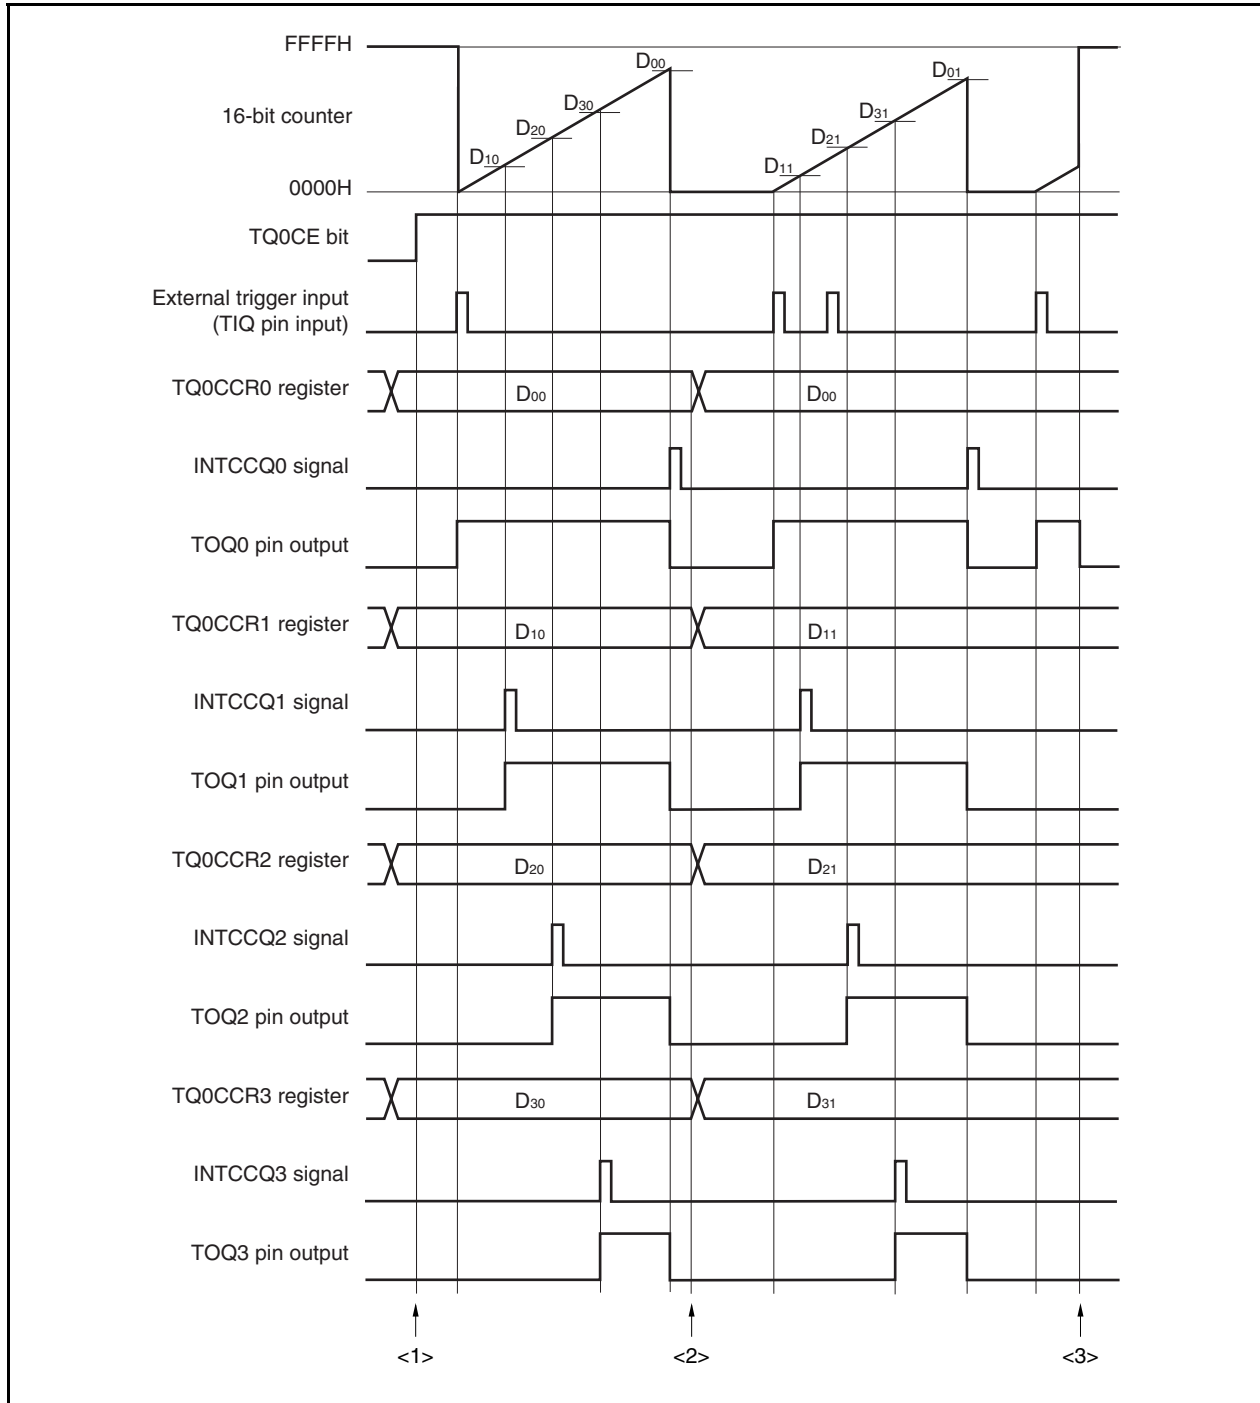 FFFFH
16-bit counter
0000H
D00
D30
D20
D10
D01
D31
D21
D11
TQ0CE bit
External trigger input
(TIQ pin input)
TQ0CCR0 register
D00 D00
INTCCQ0 signal
TOQ0 pin output
TQ0CCR1 register
D10 D11
INTCCQ1 signal
TOQ1 pin output
TQ0CCR2 register
D20 D21
INTCCQ2 signal
TOQ2 pin output
TQ0CCR3 register
D30 D31
INTCCQ3 signal
TOQ3 pin output
<1> <2> <3>